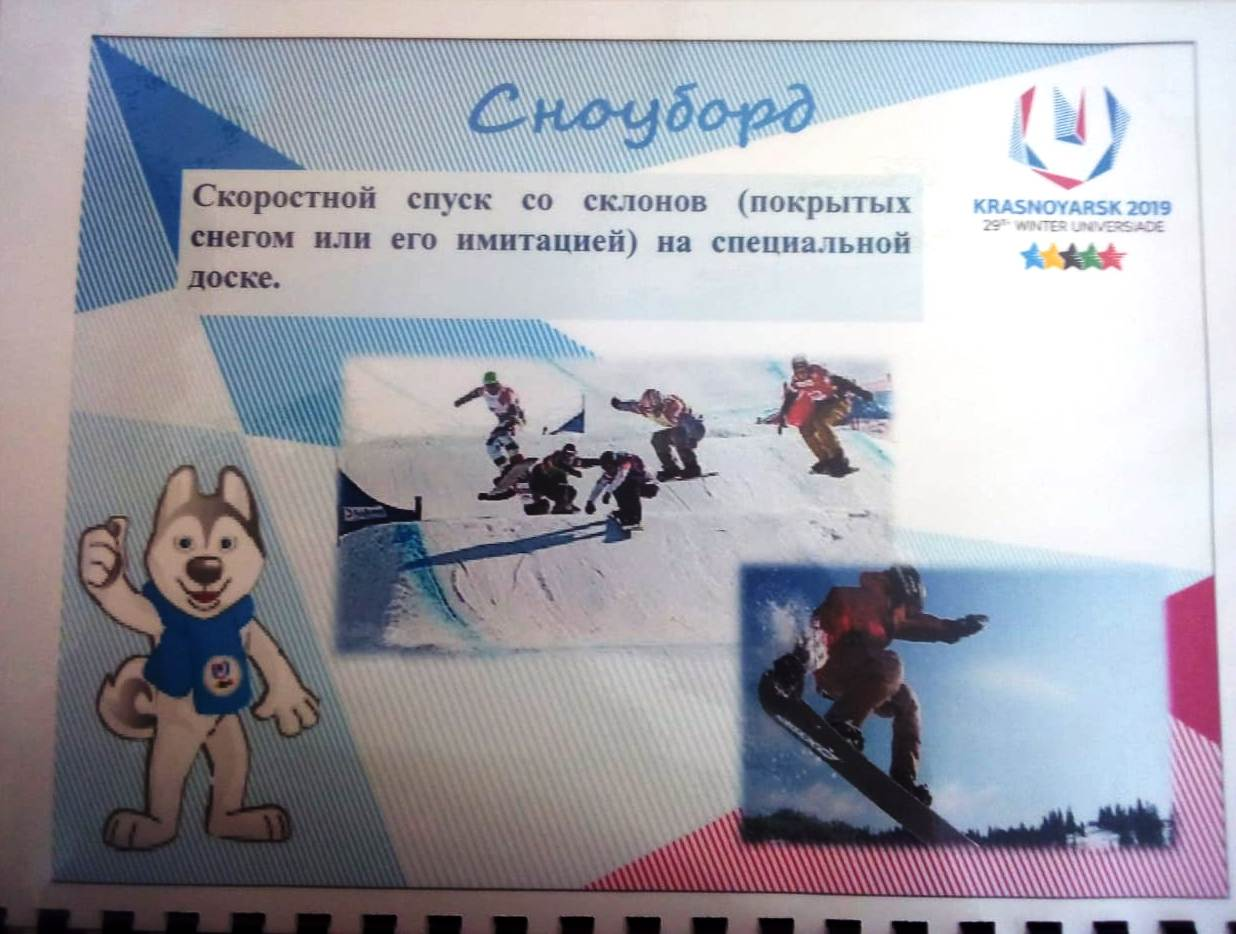 Сноуборд
Скоростной спуск со склонов (покрытых
снегом или его имитацией) на специальной
доске.
KRASNOYARSK 2019
29TH WINTER UNIVERSIADE